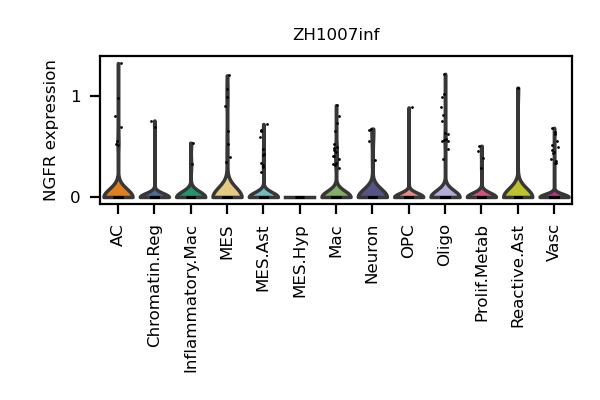 ZH1007inf
NGFR expression
1
0
AC
Chromatin.Reg
Inflammatory.Mac
MES
MES.Ast
MES.Hyp
Mac
Neuron
OPC
Oligo
Prolif.Metab
Reactive.Ast
Vasc